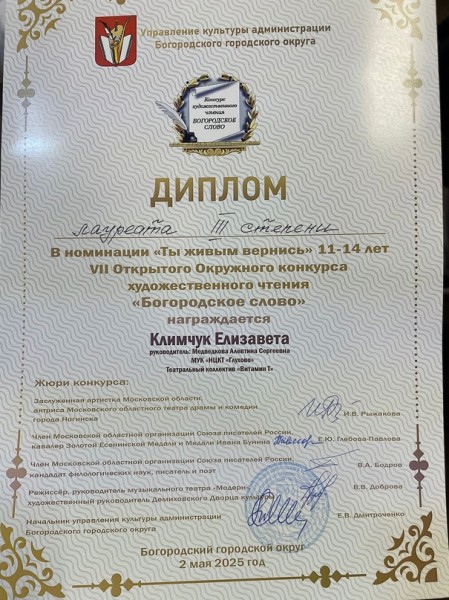 Управление культуры администрации
Богородского городского округа
Конкурс
художественного
чтения
БОГОРОДСКОЕ
СЛОВО
ДИПЛОМ
лауреата III степени
В номинации «Ты живым вернись» 11-14 лет
VII Открытого Окружного конкурса
художественного чтения
«Богородское слово»
награждается
Климчук Елизавета
руководитель: Медведкова Алевтина Сергеевна
МУК «НЦКТ «Глухово»
Театральный коллектив «Витамин Т»
Жюри конкурса:
Заслуженная артистка Московской области,
актриса Московского областного театра драмы и комедии
города Ногинска
И.В. Рыжакова
Член Московской областной организации Союза писателей России,
кавалер Золотой Есенинской Медали и Медали Ивана Бунина
Е.Ю. Глебова-Павлова
Член Московской областной организации Союза писателей России,
кандидат филологических наук, писатель и поэт
В.А. Бодров
Режиссёр, руководитель музыкального театра «Модерн»,
художественный руководитель Демиховского Дворца культуры
В.В. Доброва
Начальник управления культуры администрации
Богородского городского округа
Е.В. Дмитроченко
Богородский городской округ
2 мая 2025 год